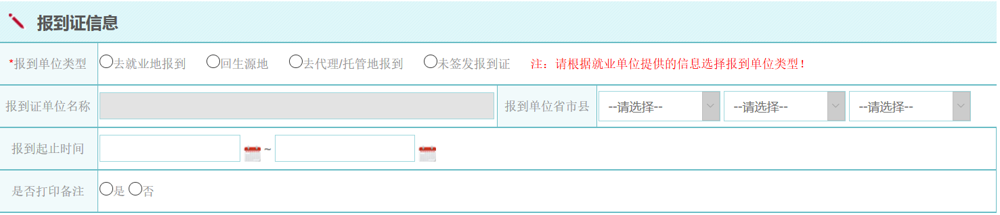 报到证信息
*报到单位类型 去就业地报到 回生源地 去代理/托管地报到 未签发报到证 注：请根据就业单位提供的信息选择报到单位类型！
报到证单位名称 报到单位省市县 --请选择-- --请选择-- --请选择--
报到起止时间 ~
是否打印备注 是 否